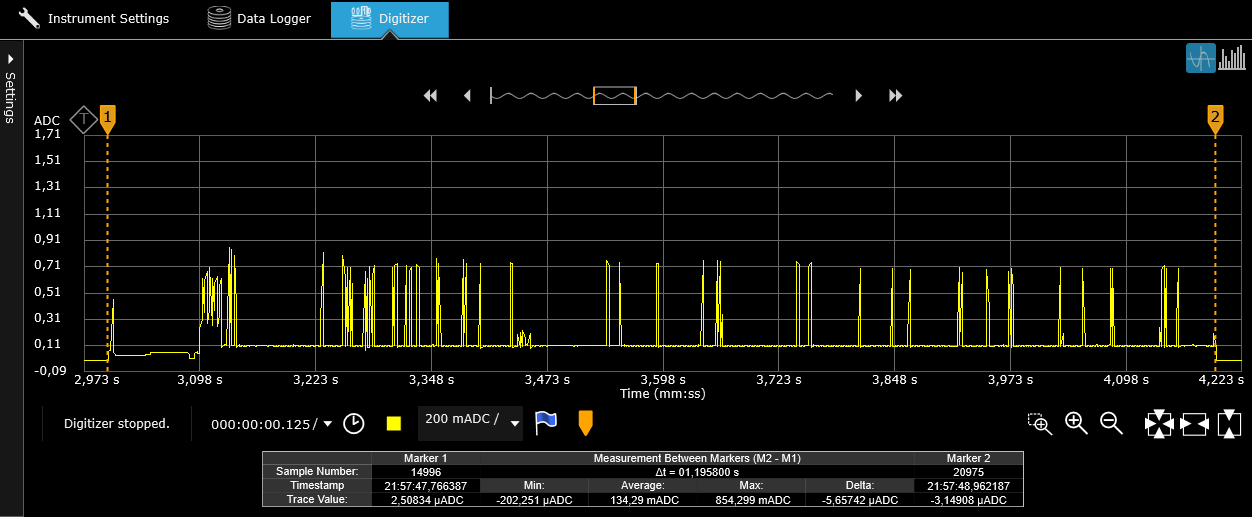 Instrument Settings Data Logger Digitizer
Settings
ADC T 1 2
1,71
1,51
1,31
1,11
0,91
0,71
0,51
0,31
0,11
-0,09
2,973 s 3,098 s 3,223 s 3,348 s 3,473 s 3,598 s 3,723 s 3,848 s 3,973 s 4,098 s 4,223 s
Time (mm:ss)
Digitizer stopped. 000:00:00.125/ 200 mADC /
Marker 1 Measurement Between Markers (M2 - M1) Marker 2
Sample Number: 14996 Δt = 01,195800 s 20975
Timestamp 21:57:47,766387 Min: Average: Max: Delta: 21:57:48,962187
Trace Value: 2,50834 µADC -202,251 µADC 134,29 mADC 854,299 mADC -5,65742 µADC -3,14908 µADC